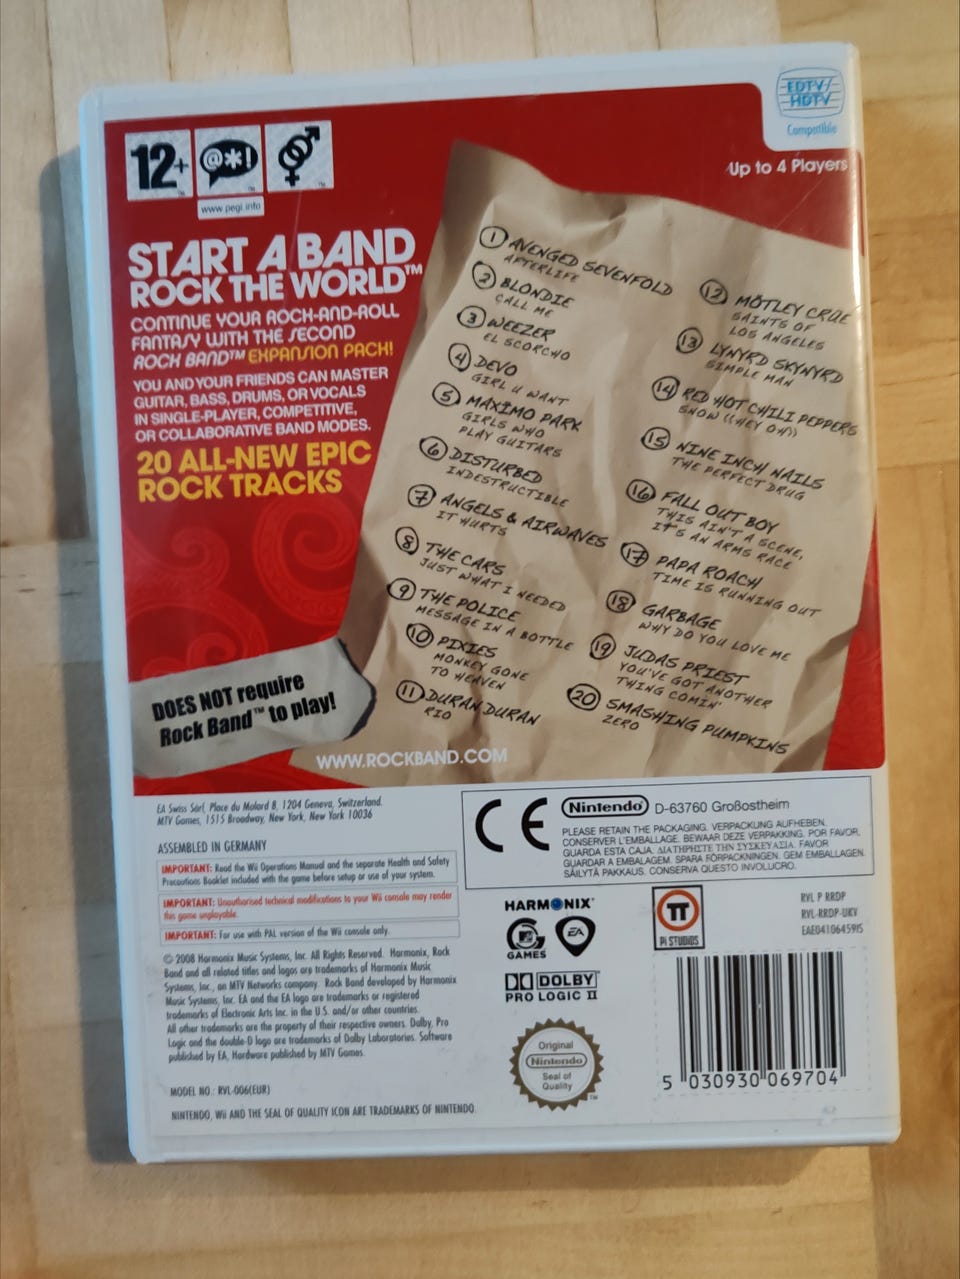 EDTV/
HDTV
Compatible
Up to 4 Players
12+
@*!
www.pegi.info
START A BAND
ROCK THE WORLD™
CONTINUE YOUR ROCK-AND-ROLL
FANTASY WITH THE SECOND
ROCK BAND™ EXPANSION PACK!
YOU AND YOUR FRIENDS CAN MASTER
GUITAR, BASS, DRUMS, OR VOCALS
IN SINGLE-PLAYER, COMPETITIVE,
OR COLLABORATIVE BAND MODES.
20 ALL-NEW EPIC
ROCK TRACKS
1 AVENGED SEVENFOLD
AFTERLIFE
2 BLONDIE
CALL ME
3 WEEZER
EL SCORCHO
4 DEVO
GIRL U WANT
5 MAXIMO PARK
GIRLS WHO
PLAY GUITARS
6 DISTURBED
INDESTRUCTIBLE
7 ANGELS & AIRWAVES
IT HURTS
8 THE CARS
JUST WHAT I NEEDED
9 THE POLICE
MESSAGE IN A BOTTLE
10 PIXIES
MONKEY GONE
TO HEAVEN
11 DURAN DURAN
RIO
12 MÖTLEY CRUE
SAINTS OF
LOS ANGELES
13 LYNYRD SKYNYRD
SIMPLE MAN
14 RED HOT CHILI PEPPERS
SNOW ((HEY OH))
15 NINE INCH NAILS
THE PERFECT DRUG
16 FALL OUT BOY
THIS AIN'T A SCENE,
IT'S AN ARMS RACE
17 PAPA ROACH
TIME IS RUNNING OUT
18 GARBAGE
WHY DO YOU LOVE ME
19 JUDAS PRIEST
YOU'VE GOT ANOTHER
THING COMIN'
20 SMASHING PUMPKINS
ZERO
DOES NOT require
Rock Band™ to play!
WWW.ROCKBAND.COM
EA Swiss Sàrl, Place du Molard 8, 1204 Geneva, Switzerland.
MTV Games, 1515 Broadway, New York, New York 10036
ASSEMBLED IN GERMANY
IMPORTANT: Read the Wii Operations Manual and the separate Health and Safety
Precautions Booklet included with the game before setup or use of your system.
IMPORTANT: Unauthorised technical modifications to your Wii console may render
this game unplayable.
IMPORTANT: For use with PAL version of the Wii console only.
© 2008 Harmonix Music Systems, Inc. All Rights Reserved. Harmonix, Rock
Band and all related titles and logos are trademarks of Harmonix Music
Systems, Inc., an MTV Networks company. Rock Band developed by Harmonix
Music Systems, Inc. EA and the EA logo are trademarks or registered
trademarks of Electronic Arts Inc. in the U.S. and/or other countries.
All other trademarks are the property of their respective owners. Dolby, Pro
Logic and the double-D logo are trademarks of Dolby Laboratories. Software
published by EA, Hardware published by MTV Games.
MODEL NO.: RVL-006(EUR)
NINTENDO, Wii AND THE SEAL OF QUALITY ICON ARE TRADEMARKS OF NINTENDO.
CE
Nintendo D-63760 Großostheim
PLEASE RETAIN THE PACKAGING. VERPACKUNG AUFHEBEN.
CONSERVER L'EMBALLAGE. BEWAAR DEZE VERPAKKING. POR FAVOR,
GUARDA ESTA CAJA. ΔΙΑΤΗΡΗΣΤΕ ΤΗΝ ΣΥΣΚΕΥΑΣΙΑ. FAVOR
GUARDAR A EMBALAGEM. SPARA FÖRPACKNINGEN. GEM EMBALLAGEN.
SÄILYTÄ PAKKAUS. CONSERVA QUESTO INVOLUCRO.
HARMONIX
GAMES
EA
DOLBY
PRO LOGIC II
Original
Nintendo
Seal of
Quality
Pi STUDIOS
RVL P RRDP
RVL-RRDP-UKV
EAE04106459IS
5 030930 069704